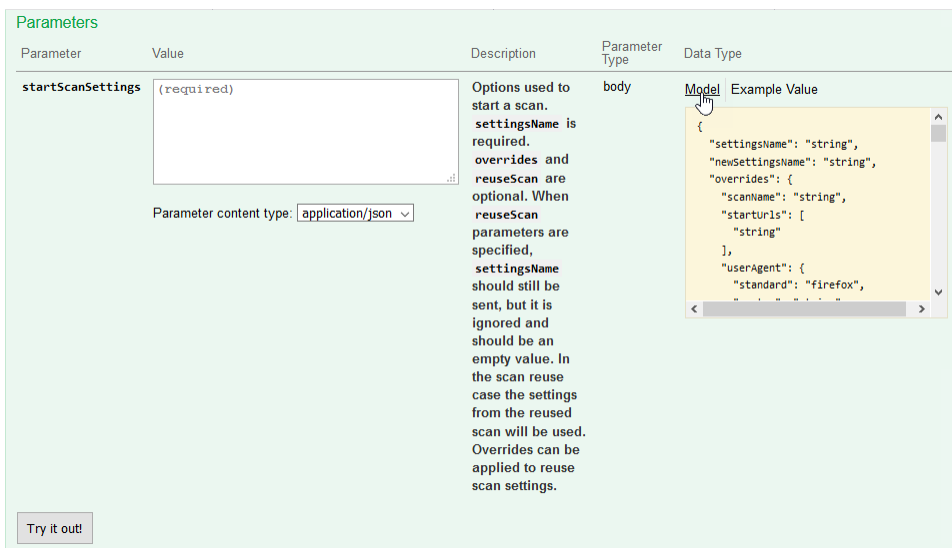 Parameters
Parameter Value Description Parameter Type Data Type
startScanSettings
(required)
Parameter content type: application/json
Options used to
start a scan.
settingsName is
required.
overrides and
reuseScan are
optional. When
reuseScan
parameters are
specified,
settingsName
should still be
sent, but it is
ignored and
should be an
empty value. In
the scan reuse
case the settings
from the reused
scan will be used.
Overrides can be
applied to reuse
scan settings.
body
Model Example Value
{
"settingsName": "string",
"newSettingsName": "string",
"overrides": {
"scanName": "string",
"startUrls": [
"string"
],
"userAgent": {
"standard": "firefox",
Try it out!